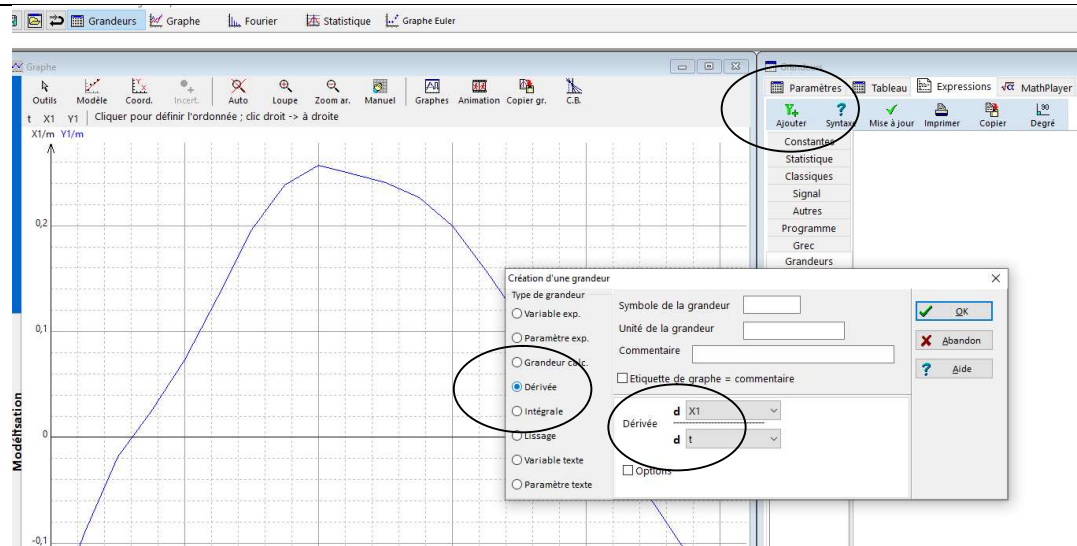 Grandeurs Graphe Fourier Statistique Graphe Euler
Graphe
Outils Modèle Coord. Incert. Auto Loupe Zoom ar. Manuel Graphes Animation Copier gr. C.B.
t X1 Y1 Cliquer pour définir l'ordonnée ; clic droit -> à droite
X1/m Y1/m
0,2
0,1
0
-0,1
Modélisation
Grandeurs
Paramètres Tableau Expressions MathPlayer
Ajouter Syntaxe Mise à jour Imprimer Copier Degré
Constantes
Statistique
Classiques
Signal
Autres
Programme
Grec
Grandeurs
Création d'une grandeur
Type de grandeur
Variable exp.
Paramètre exp.
Grandeur calc.
Dérivée
Intégrale
Lissage
Variable texte
Paramètre texte
Symbole de la grandeur
Unité de la grandeur
Commentaire
Etiquette de graphe = commentaire
Dérivée
d X1
d t
Options
OK
Abandon
Aide